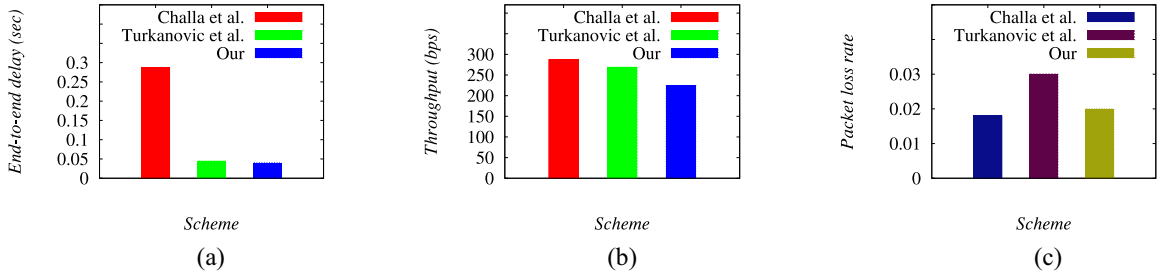 End-to-end delay (sec)
0.3
0.25
0.2
0.15
0.1
0.05
0
Challa et al.
Turkanovic et al.
Our
Scheme
(a)
Throughput (bps)
300
250
200
150
100
50
0
Challa et al.
Turkanovic et al.
Our
Scheme
(b)
Packet loss rate
0.03
0.02
0.01
0
Challa et al.
Turkanovic et al.
Our
Scheme
(c)